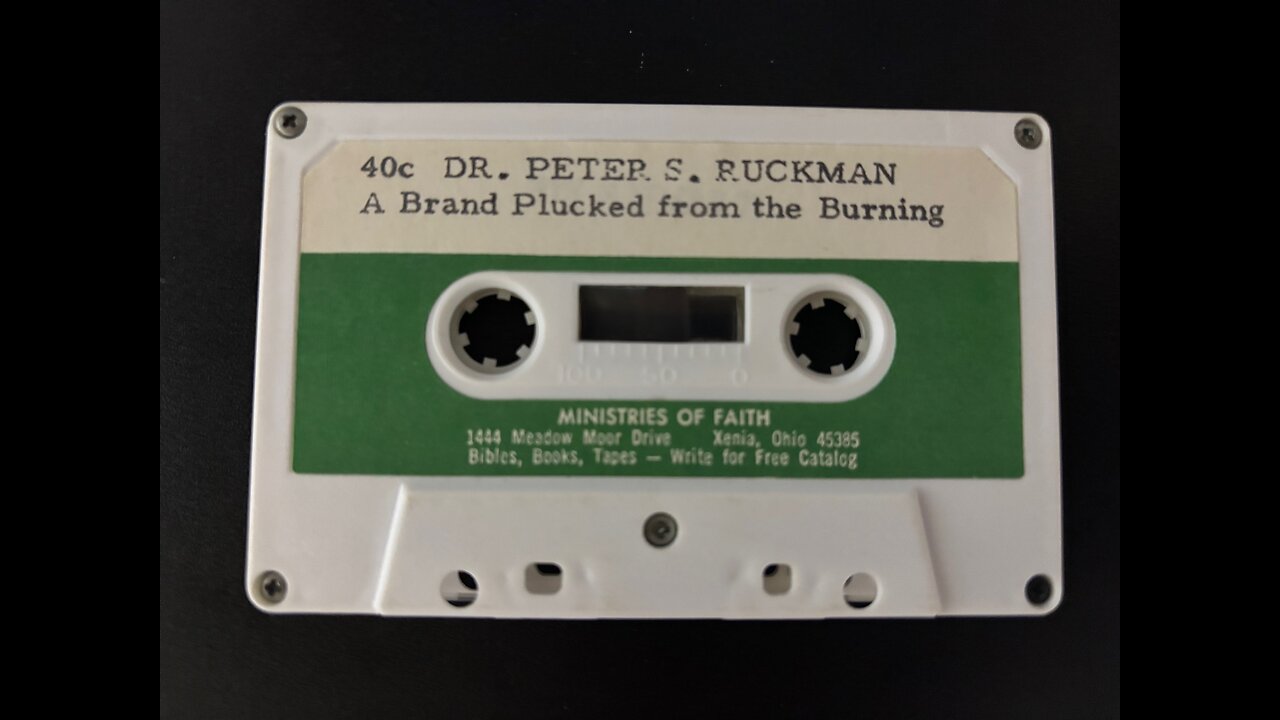 40c DR. PETER S. RUCKMAN
A Brand Plucked from the Burning
100 50 0
MINISTRIES OF FAITH
1444 Meadow Moor Drive Xenia, Ohio 45385
Bibles, Books, Tapes — Write for Free Catalog